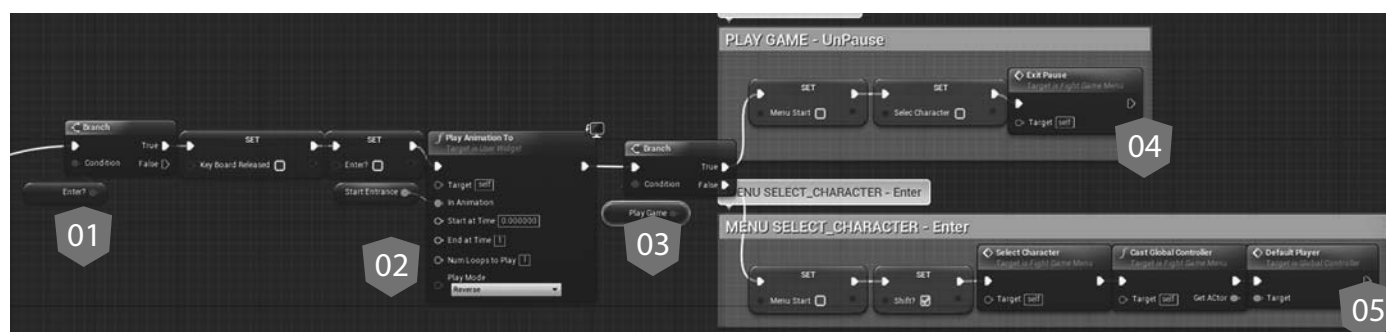 PLAY GAME - UnPause
Exit Pause
Target is Fight Game Menu
SET
SET
Menu Start
Selec Character
Target self
04
Branch
True
Condition
False
Enter?
01
SET
Key Board Released
SET
Enter?
Start Entrance
02
Play Animation To
Target is User Widget
Target self
In Animation
Start at Time 0.000000
End at Time 1
Num Loops to Play 1
Play Mode
Reverse
Branch
True
Condition
False
Play Game
03
MENU SELECT_CHARACTER - Enter
MENU SELECT_CHARACTER - Enter
SET
Menu Start
SET
Shift?
Select Character
Target is Fight Game Menu
Target self
Cast Global Controller
Target is Fight Game Menu
Target self
Get ACtor
Default Player
Target is Global Controller
Target
05